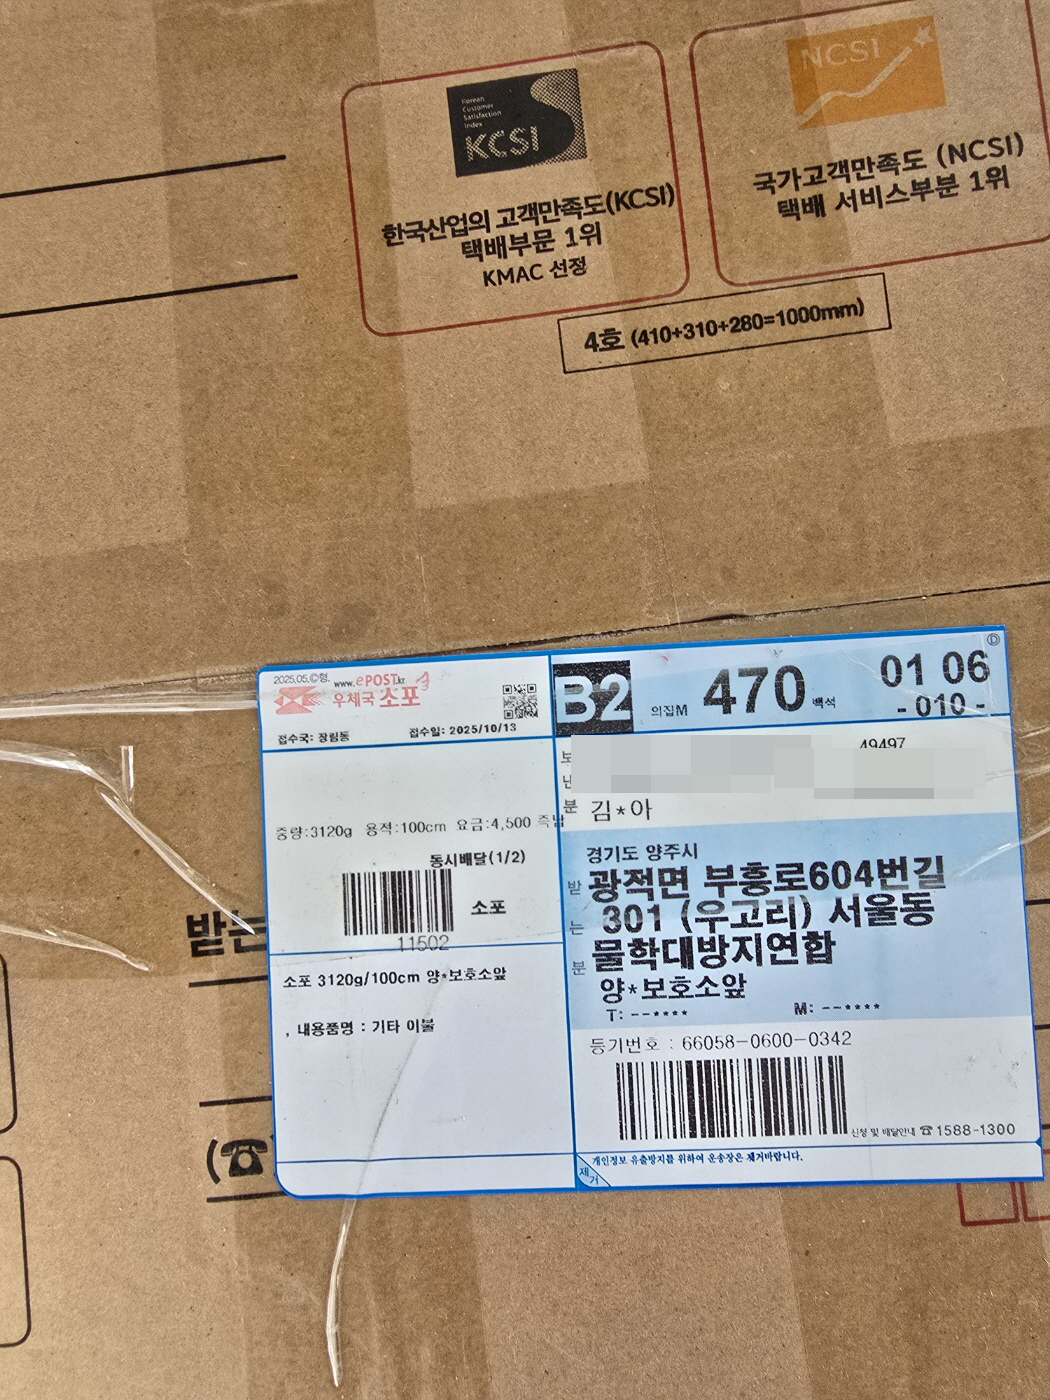 Korean
Customer
Satisfaction
Index
KCSI
한국산업의 고객만족도(KCSI)
택배부문 1위
KMAC 선정
NCSI
국가고객만족도 (NCSI)
택배 서비스부분 1위
4호 (410+310+280=1000mm)
2025.05.©형. www.ePOST.kr
우체국 소포
접수국: 장림동 접수일: 2025/10/13
중량:3120g 용적:100cm 요금:4,500 즉납
동시배달(1/2)
소포
11502
소포 3120g/100cm 양*보호소앞
, 내용품명 : 기타 이불
B2 의집M 470 백석 01 06
- 010 -
Ⓓ
49497
보
낸
분 김*아
경기도 양주시
받 광적면 부흥로604번길
는 301 (우고리) 서울동
분 물학대방지연합
양*보호소앞
T: --**** M: --****
등기번호 : 66058-0600-0342
신청 및 배달안내 ☎1588-1300
제거
개인정보 유출방지를 위하여 운송장은 제거바랍니다.
받는
(☎